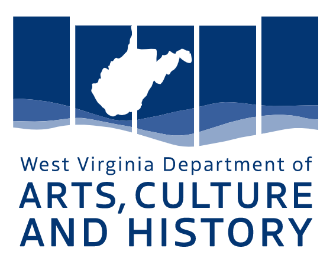 West Virginia Department of
ARTS, CULTURE
AND HISTORY